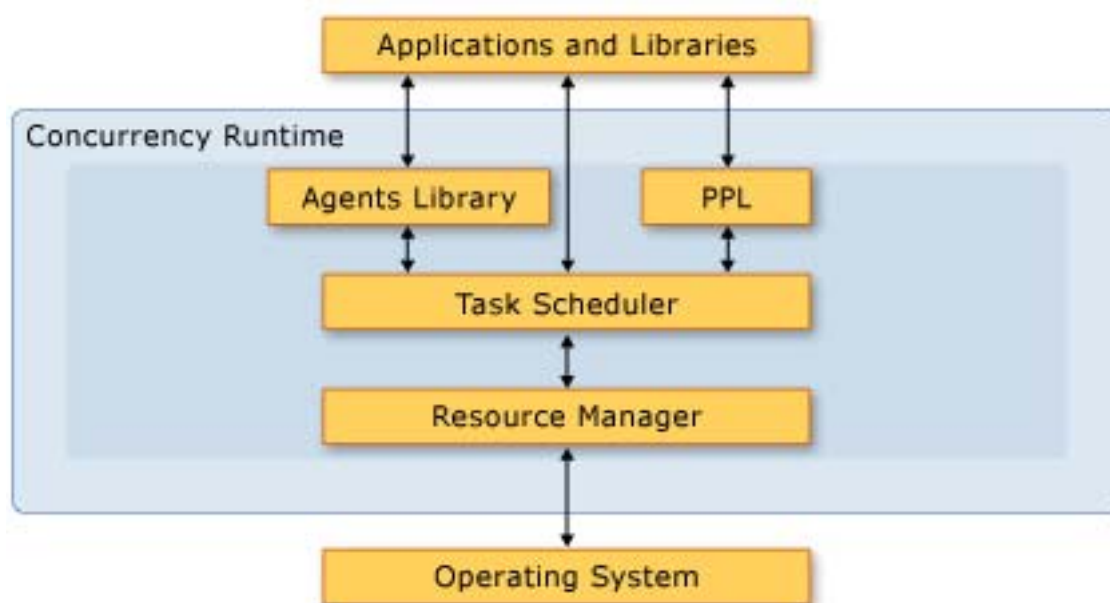 Applications and Libraries
Concurrency Runtime
Agents Library
PPL
Task Scheduler
Resource Manager
Operating System